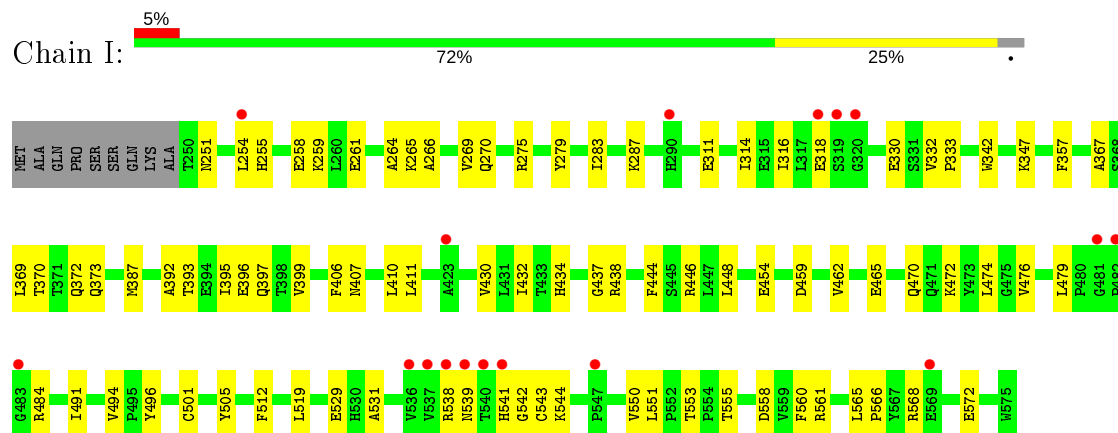 5%
Chain I:
72% 25% •
MET ALA GLN PRO SER SER GLN LYS ALA T250 N251 L254 H255 E258 K259 L260 E261 A264 K265 A266 V269 Q270 R275 Y279 I283 K287 H290 E311 I314 E315 I316 L317 E318 S319 G320 E330 S331 V332 P333 W342 K347 F357 A367 S368
L369 T370 T371 Q372 Q373 M387 A392 T393 E394 I395 E396 Q397 T398 V399 F406 N407 L410 L411 A423 V430 L431 I432 T433 H434 G437 R438 F444 S445 R446 L447 L448 E454 D459 V462 E465 Q470 Q471 K472 Y473 L474 G475 V476 L479 P480 G481 P482
G483 R484 I491 V494 P495 Y496 C501 Y505 F512 L519 E529 H530 A531 V536 V537 R538 N539 T540 H541 G542 C543 K544 P547 V550 L551 P552 T553 P554 T555 D558 V559 F560 R561 L565 P566 Y567 R568 E569 E572 W575